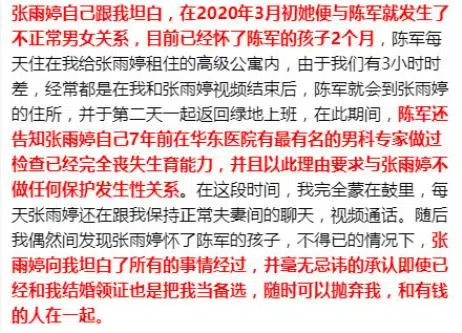 张雨婷自己跟我坦白，在2020年3月初她便与陈军就发生了
不正常男女关系，目前已经怀了陈军的孩子2个月，陈军每
天住在我给张雨婷租住的高级公寓内，由于我们有3小时时
差，经常都是在我和张雨婷视频结束后，陈军就会到张雨婷
的住所，并于第二天一起返回绿地上班，在此期间，陈军还
告知张雨婷自己7年前在华东医院有最有名的男科专家做过
检查已经完全丧失生育能力，并且以此理由要求与张雨婷不
做任何保护发生性关系。在这段时间，我完全蒙在鼓里，每
天张雨婷还在跟我保持正常夫妻间的聊天，视频通话。随后
我偶然间发现张雨婷怀了陈军的孩子，不得已的情况下，张
雨婷向我坦白了所有的事情经过，并毫无忌讳的承认即使已
经和我结婚领证也是把我当备选，随时可以抛弃我，和有钱
的人在一起。